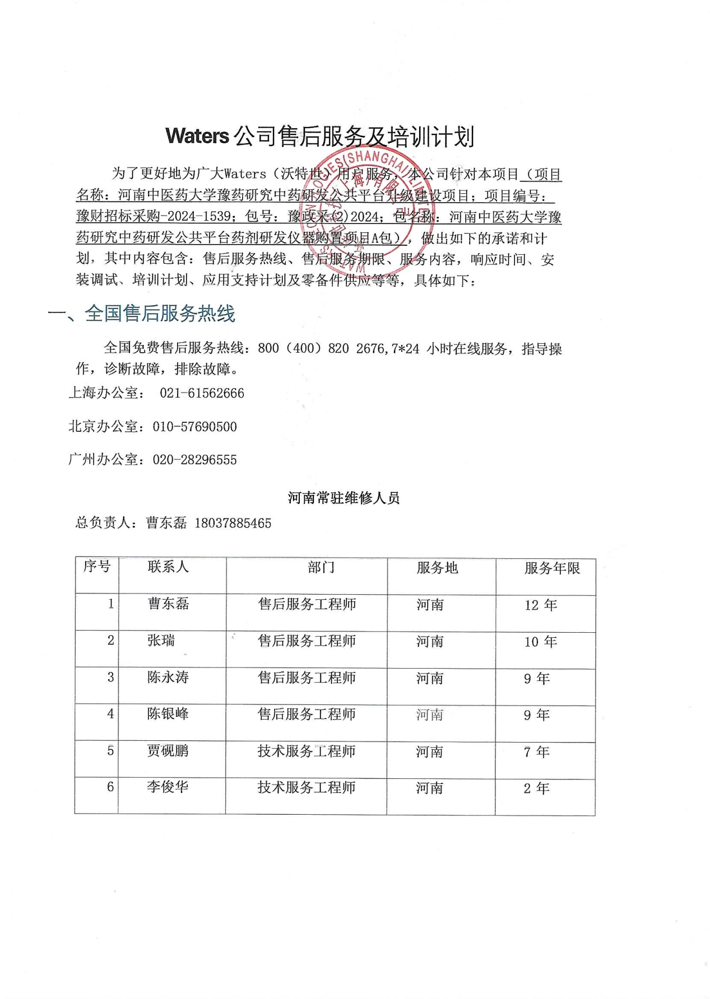 Waters 公司售后服务及培训计划
为了更好地为广大Waters（沃特世）用户服务，本公司针对本项目（项目
名称：河南中医药大学豫药研究中药研发公共平台升级建设项目；项目编号：
豫财招标采购-2024-1539；包号：豫政采(2)2024；包名称：河南中医药大学豫
药研究中药研发公共平台药剂研发仪器购置项目A包），做出如下的承诺和计
划，其中内容包含：售后服务热线、售后服务期限、服务内容，响应时间、安
装调试、培训计划、应用支持计划及零备件供应等等，具体如下：
WATERS TECHNOLOGIES(SHANGHAI)LIMITED
沃特世科技（上海）有限公司
一、全国售后服务热线
全国免费售后服务热线：800（400）820 2676,7*24 小时在线服务，指导操
作，诊断故障，排除故障。
上海办公室： 021-61562666
北京办公室：010-57690500
广州办公室：020-28296555
河南常驻维修人员
总负责人：曹东磊 18037885465
序号 联系人 部门 服务地 服务年限
1 曹东磊 售后服务工程师 河南 12 年
2 张瑞 售后服务工程师 河南 10 年
3 陈永涛 售后服务工程师 河南 9 年
4 陈银峰 售后服务工程师 河南 9 年
5 贾砚鹏 技术服务工程师 河南 7 年
6 李俊华 技术服务工程师 河南 2 年